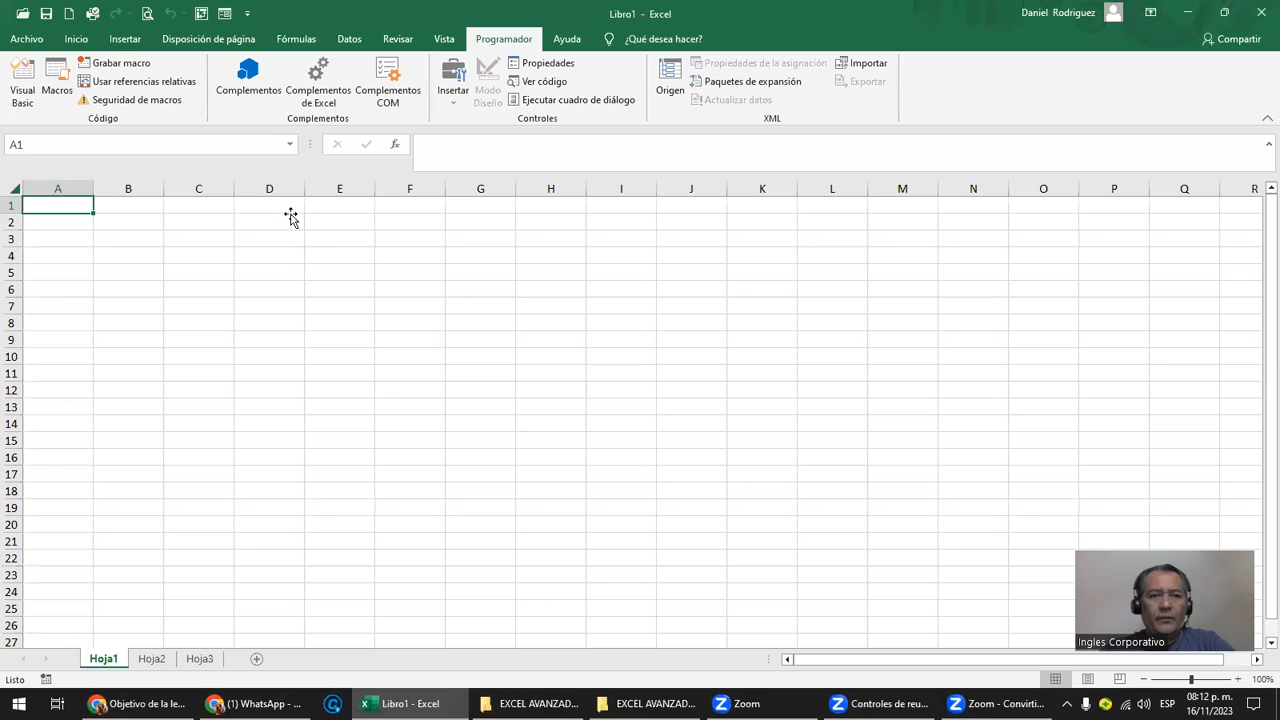 Libro1 - Excel
Daniel Rodriguez
Archivo Inicio Insertar Disposición de página Fórmulas Datos Revisar Vista Programador Ayuda ¿Qué desea hacer? Compartir
Visual Basic
Macros
Grabar macro
Usar referencias relativas
Seguridad de macros
Código
Complementos
Complementos de Excel
Complementos COM
Complementos
Insertar
Modo Diseño
Propiedades
Ver código
Ejecutar cuadro de diálogo
Controles
Origen
Propiedades de la asignación
Paquetes de expansión
Actualizar datos
Importar
Exportar
XML
A1
fx
A B C D E F G H I J K L M N O P Q R
1
2
3
4
5
6
7
8
9
10
11
12
13
14
15
16
17
18
19
20
21
22
23
24
25
26
27
Ingles Corporativo
Hoja1 Hoja2 Hoja3
Listo
100%
Objetivo de la le...
(1) WhatsApp - ...
Libro1 - Excel
EXCEL AVANZAD...
EXCEL AVANZAD...
Zoom
Controles de reu...
Zoom - Convirti...
ESP
08:12 p. m.
16/11/2023